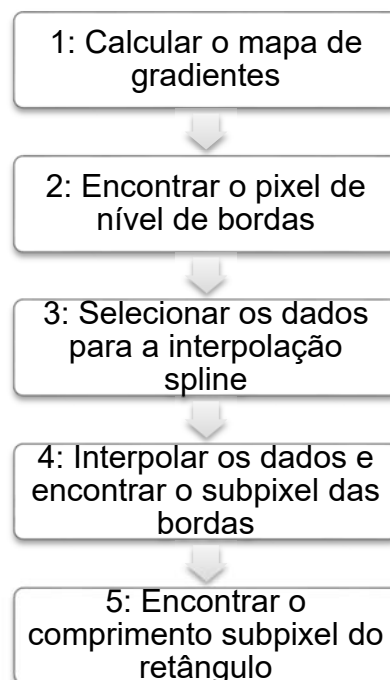 1: Calcular o mapa de
gradientes
2: Encontrar o pixel de
nível de bordas
3: Selecionar os dados
para a interpolação
spline
4: Interpolar os dados e
encontrar o subpixel das
bordas
5: Encontrar o
comprimento subpixel do
retângulo